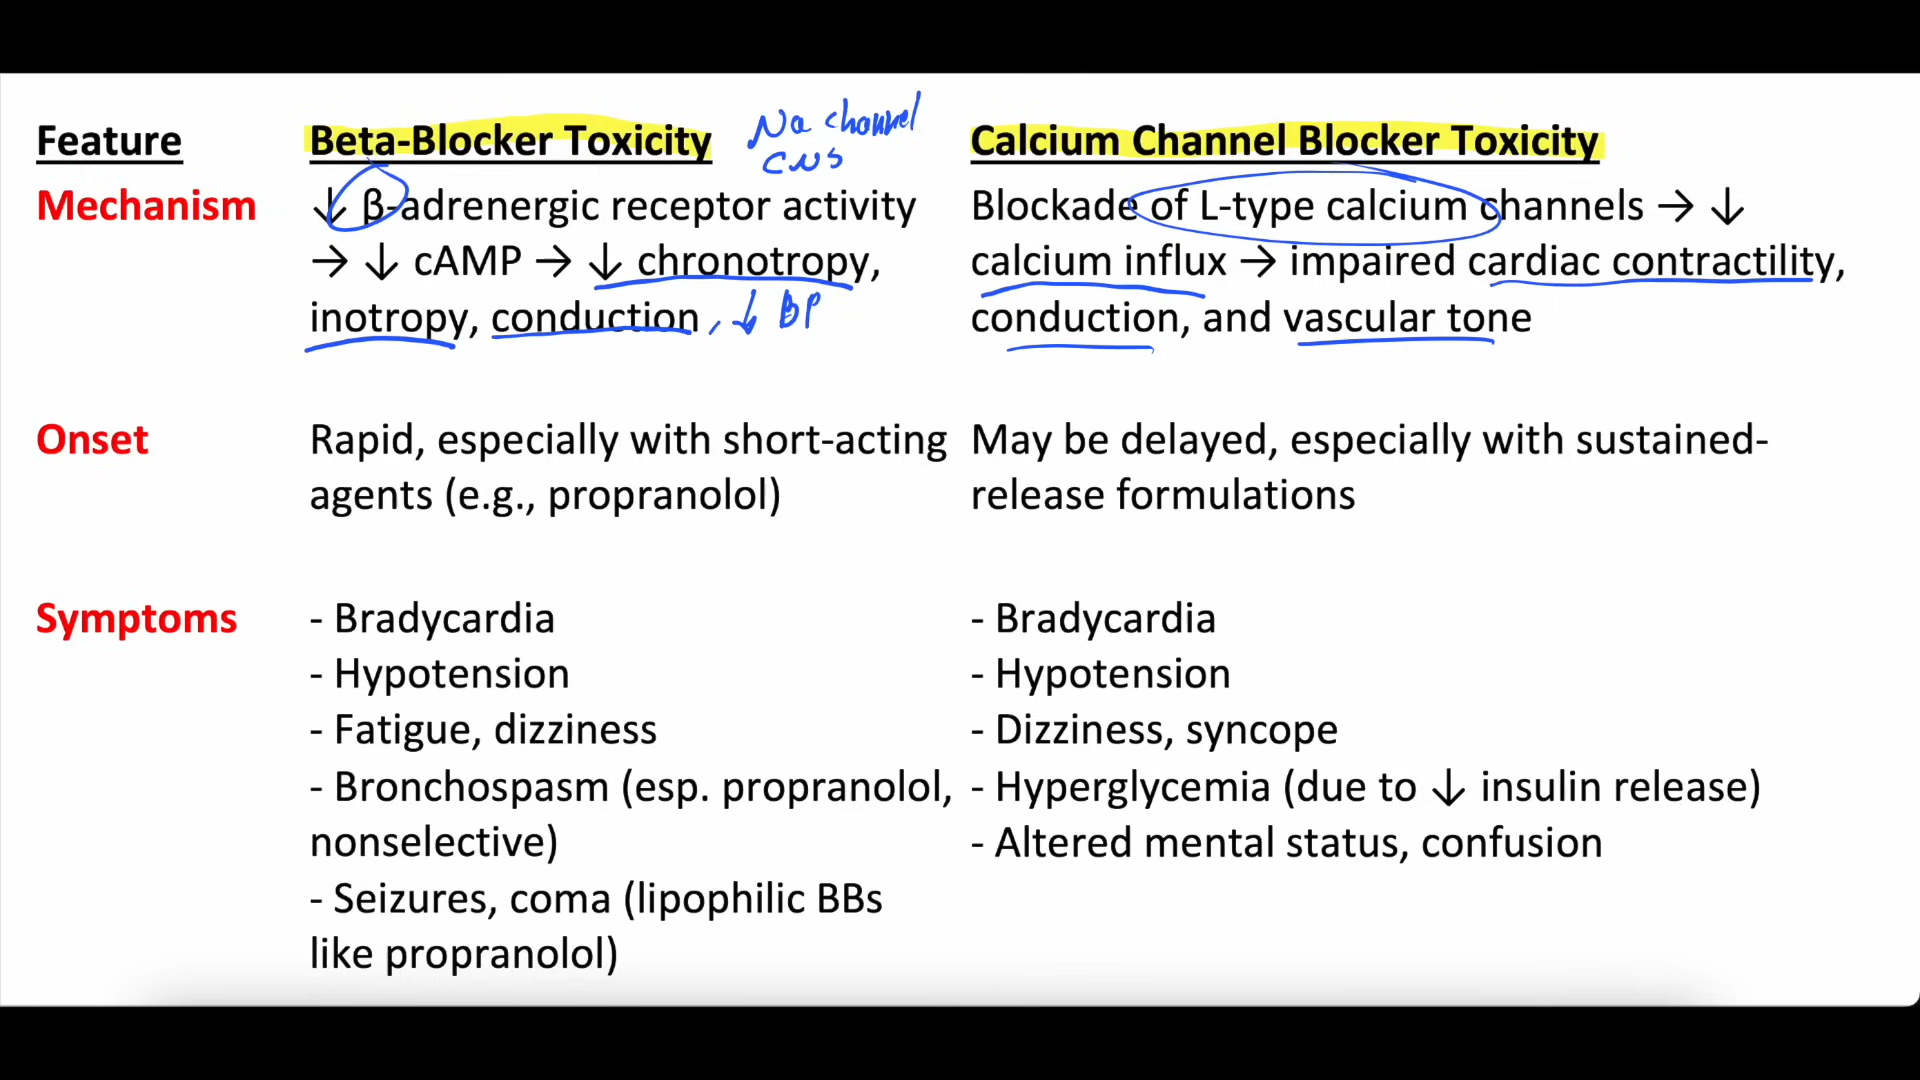 Feature Beta-Blocker Toxicity Na channel Calcium Channel Blocker Toxicity
CNS
Mechanism ↓ β-adrenergic receptor activity Blockade of L-type calcium channels → ↓
→ ↓ cAMP → ↓ chronotropy, calcium influx → impaired cardiac contractility,
inotropy, conduction, ↓ BP conduction, and vascular tone
Onset Rapid, especially with short-acting May be delayed, especially with sustained-
agents (e.g., propranolol) release formulations
Symptoms - Bradycardia - Bradycardia
- Hypotension - Hypotension
- Fatigue, dizziness - Dizziness, syncope
- Bronchospasm (esp. propranolol, - Hyperglycemia (due to ↓ insulin release)
nonselective) - Altered mental status, confusion
- Seizures, coma (lipophilic BBs
like propranolol)